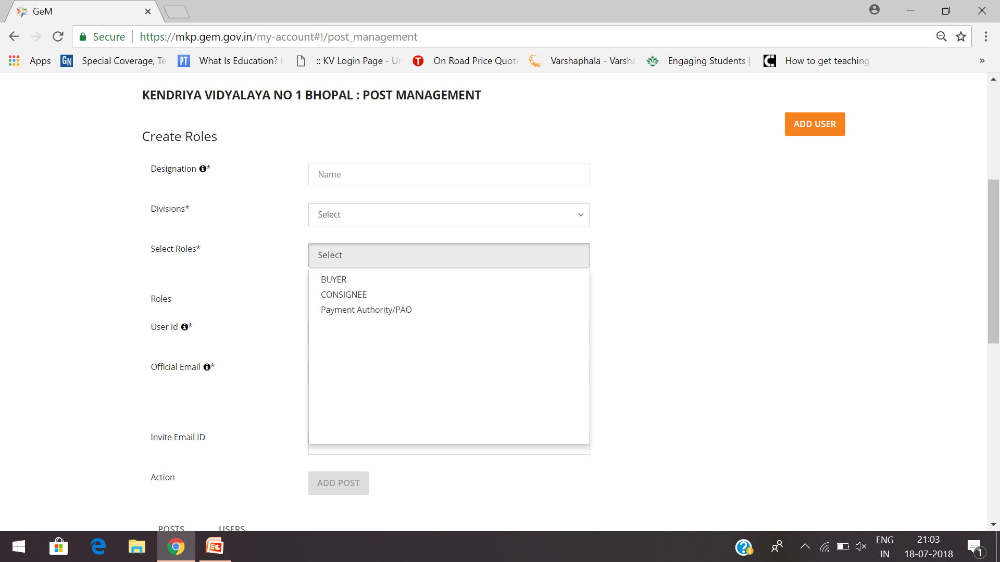 GeM
Secure https://mkp.gem.gov.in/my-account#!/post_management
Apps GN Special Coverage, Te PT What Is Education? I :: KV Login Page - Ur T On Road Price Quote Varshaphala - Varsha Engaging Students | How to get teaching »
KENDRIYA VIDYALAYA NO 1 BHOPAL : POST MANAGEMENT
ADD USER
Create Roles
Designation *
Name
Divisions*
Select
Select Roles*
Select
BUYER
CONSIGNEE
Payment Authority/PAO
Roles
User Id *
Official Email *
Invite Email ID
Action
ADD POST
POSTS USERS
ENG
IN
21:03
18-07-2018
1